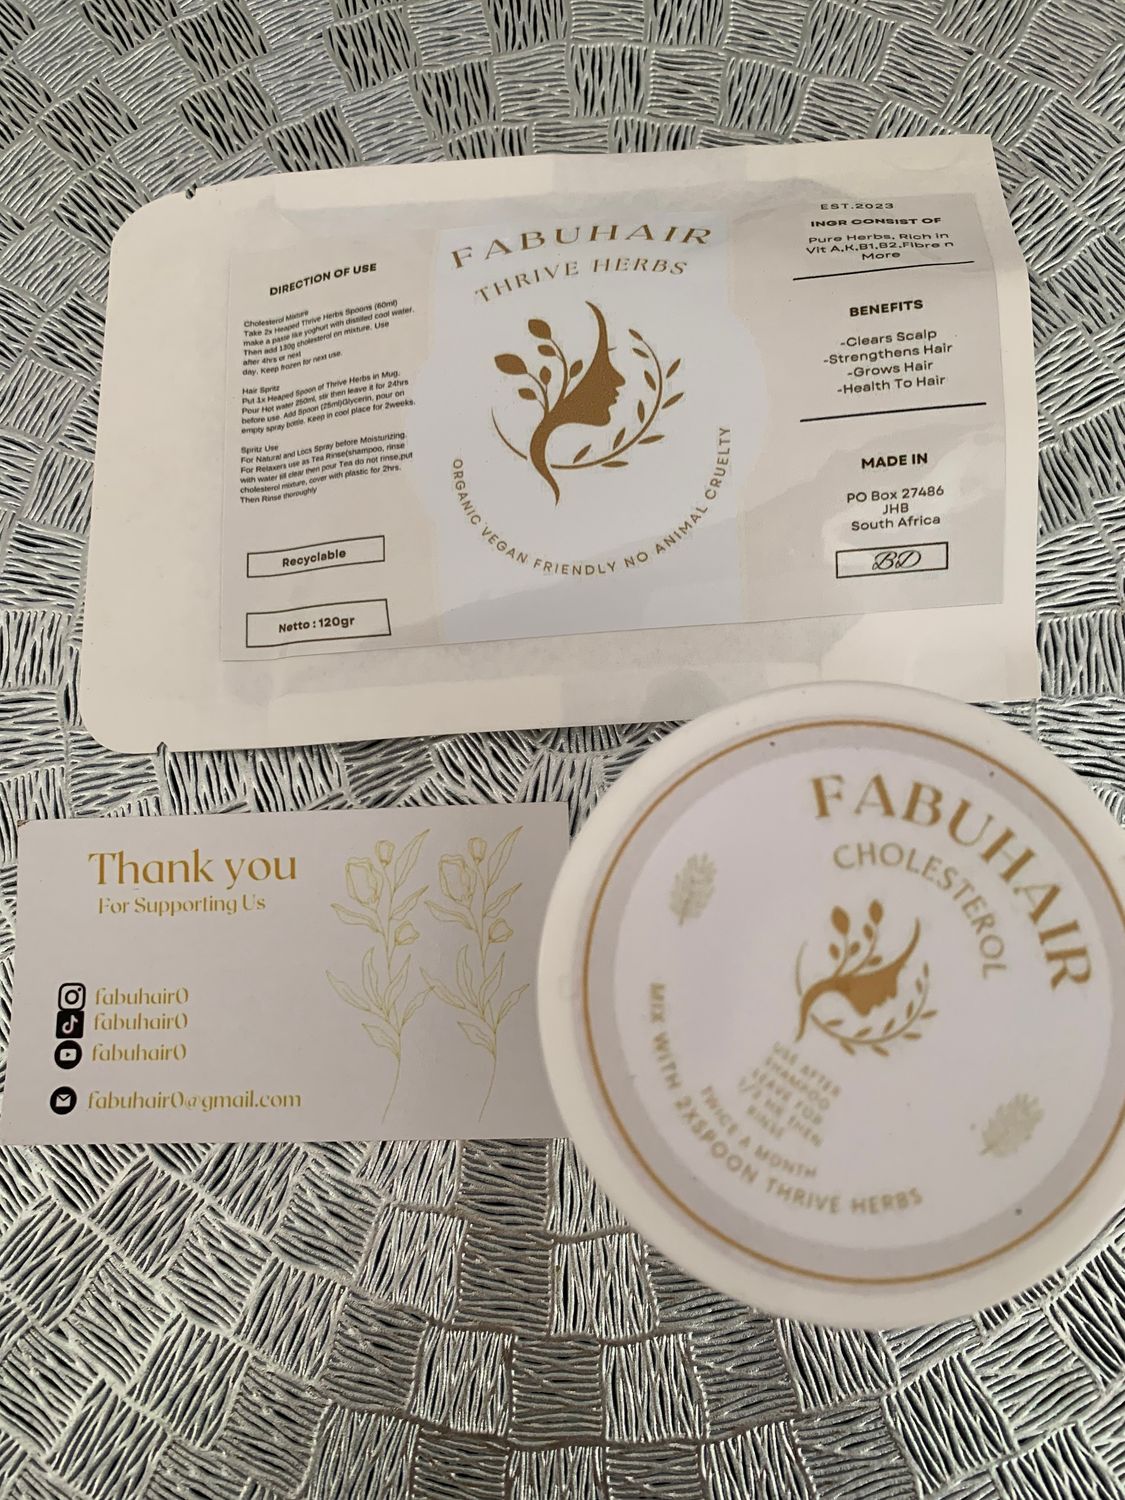 DIRECTION OF USE
Cholesterol Mixture
Take 2x Heaped Thrive Herbs Spoons (60ml)
make a paste like yoghurt with distilled cool water.
Then add 130g cholesterol on mixture. Use
after 4hrs or next
day. Keep frozen for next use.
Hair Spritz
Put 1x Heaped Spoon of Thrive Herbs in Mug.
Pour Hot water 250ml, stir then leave it for 24hrs
before use. Add Spoon (25ml)Glycerin, pour on
empty spray bottle. Keep in cool place for 2weeks.
Spritz Use
For Natural and Locs Spray before Moisturizing.
For Relaxers use as Tea Rinse(shampoo, rinse
with water till clear then pour Tea do not rinse,put
cholesterol mixture, cover with plastic for 2hrs.
Then Rinse thoroughly
Recyclable
Netto : 120gr
FABUHAIR
THRIVE HERBS
ORGANIC VEGAN FRIENDLY NO ANIMAL CRUELTY
EST.2023
INGR CONSIST OF
Pure Herbs, Rich in
Vit A,K,B1,B2,Fibre n
More
BENEFITS
-Clears Scalp
-Strengthens Hair
-Grows Hair
-Health To Hair
MADE IN
PO Box 27486
JHB
South Africa
BD
Thank you
For Supporting Us
fabuhair0
fabuhair0
fabuhair0
fabuhair0@gmail.com
FABUHAIR
CHOLESTEROL
USE AFTER
SHAMPOO
LEAVE FOR
1/2 HR THEN
RINSE
TWICE A MONTH
MIX WITH 2XSPOON THRIVE HERBS